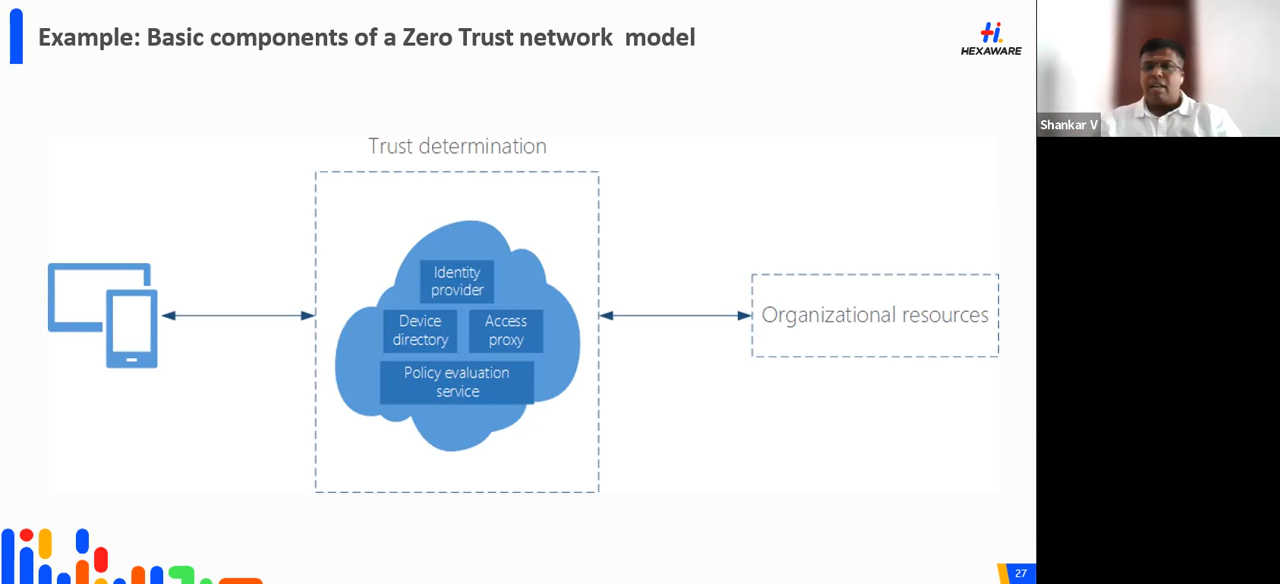 Example: Basic components of a Zero Trust network model
HEXAWARE
Shankar V
Trust determination
Identity
provider
Device
directory
Access
proxy
Policy evaluation
service
Organizational resources
27